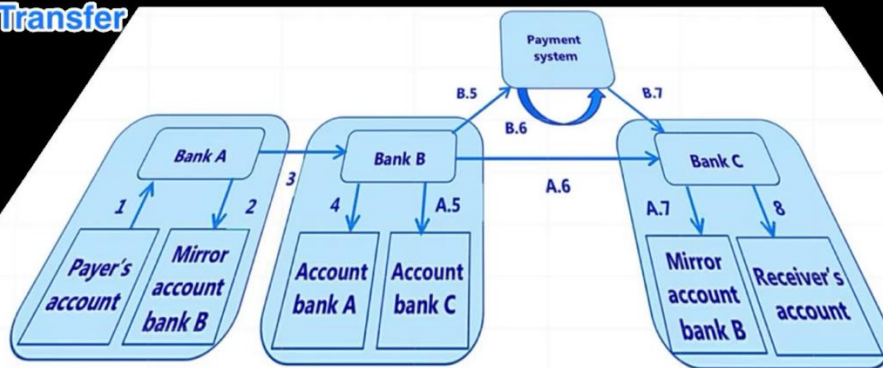 Transfer
Payment
system
B.5
B.6
B.7
Bank A
Bank B
Bank C
1
2
3
4
A.5
A.6
A.7
8
Payer's
account
Mirror
account
bank B
Account
bank A
Account
bank C
Mirror
account
bank B
Receiver's
account